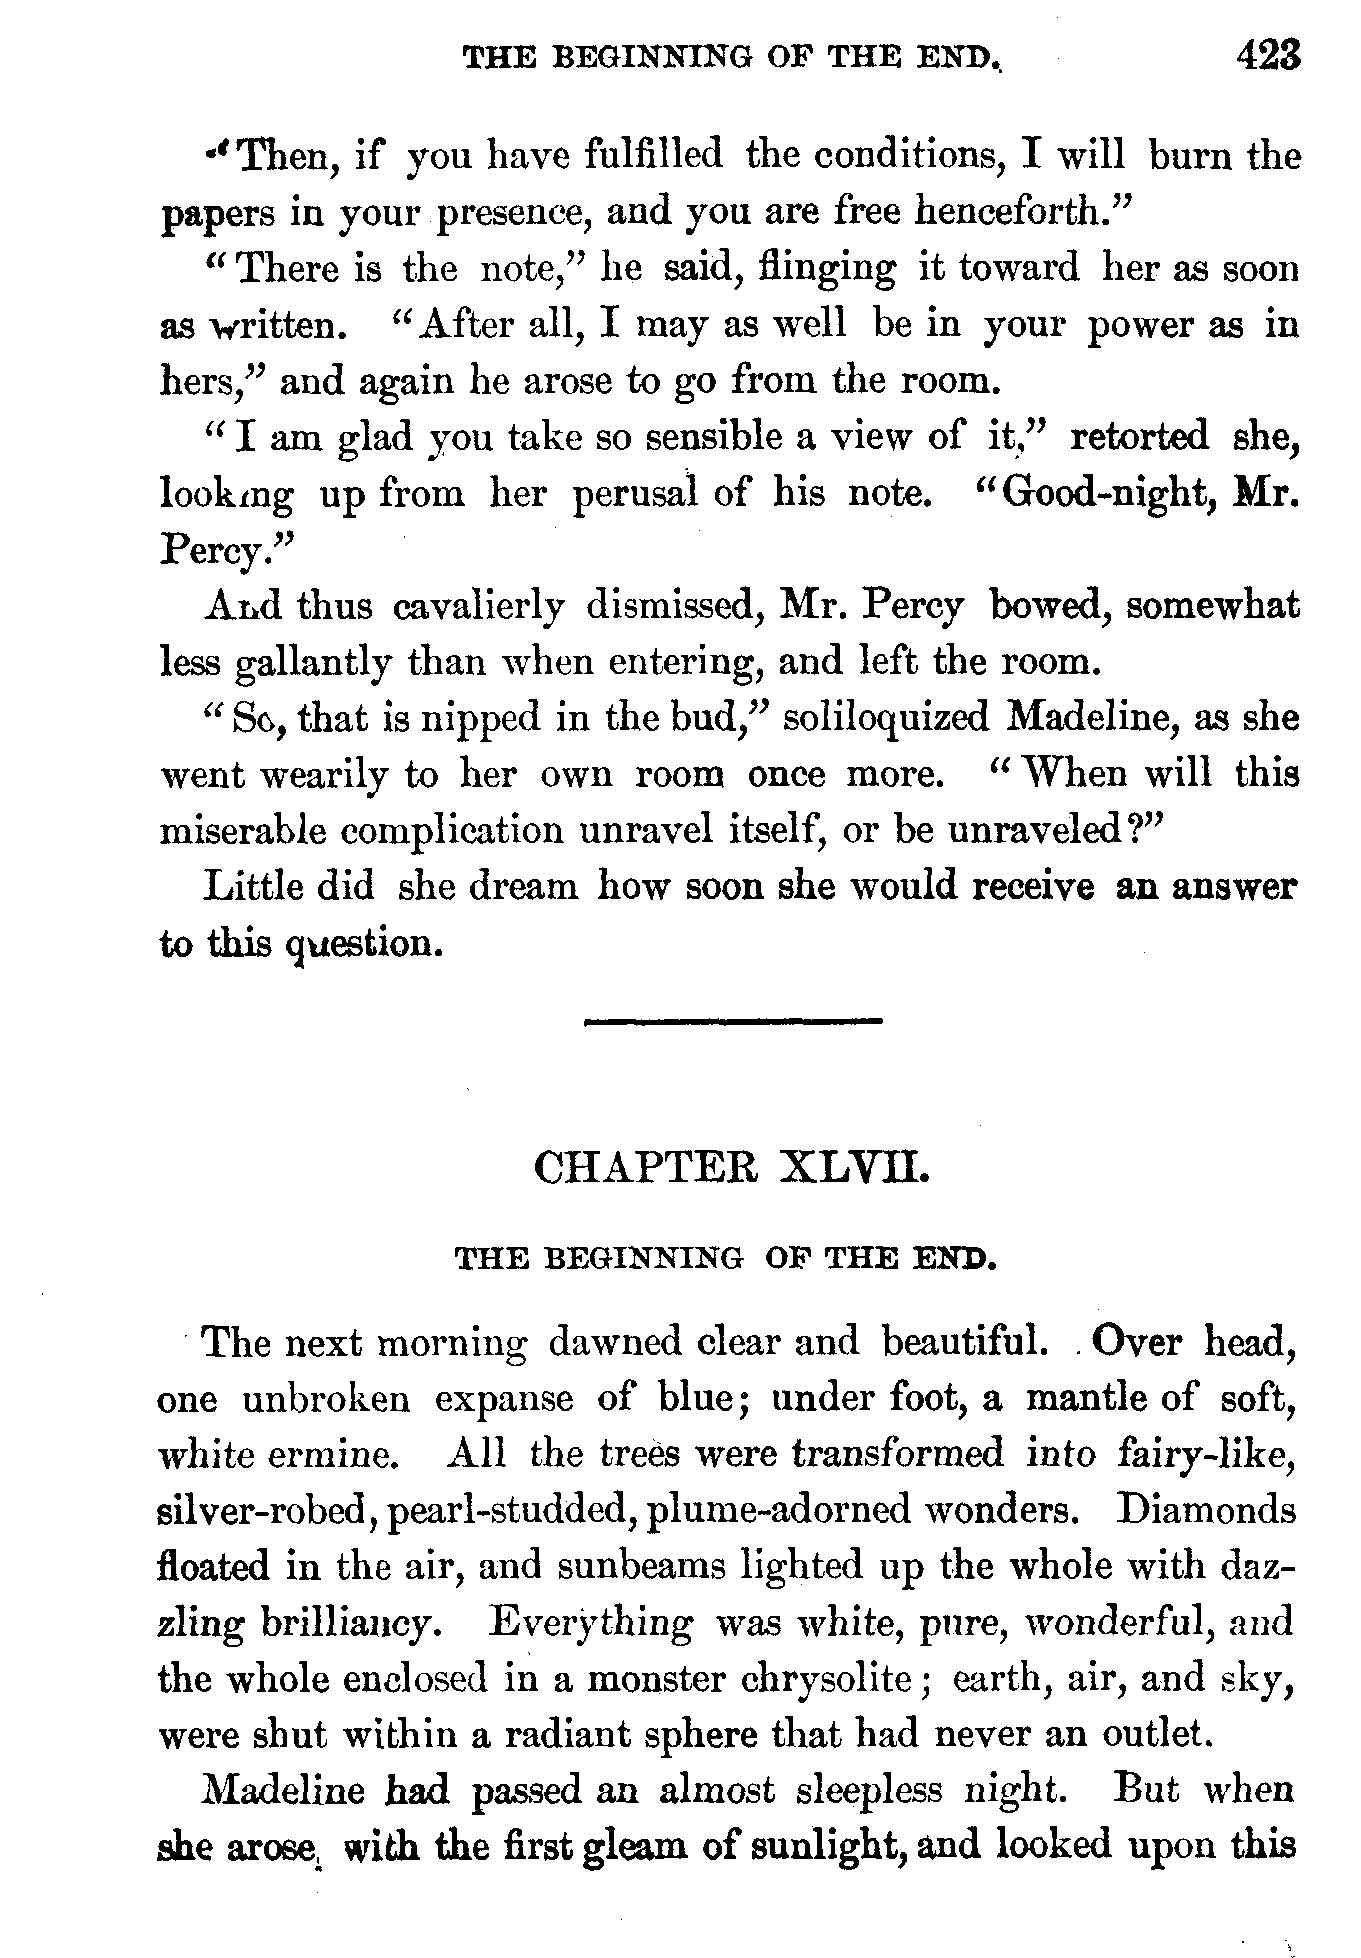 THE BEGINNING OF THE END. 423
"Then, if you have fulfilled the conditions, I will burn the
papers in your presence, and you are free henceforth."
"There is the note," he said, flinging it toward her as soon
as written. "After all, I may as well be in your power as in
hers," and again he arose to go from the room.
"I am glad you take so sensible a view of it," retorted she,
looking up from her perusal of his note. "Good-night, Mr.
Percy."
And thus cavalierly dismissed, Mr. Percy bowed, somewhat
less gallantly than when entering, and left the room.
"So, that is nipped in the bud," soliloquized Madeline, as she
went wearily to her own room once more. "When will this
miserable complication unravel itself, or be unraveled?"
Little did she dream how soon she would receive an answer
to this question.
CHAPTER XLVII.
THE BEGINNING OF THE END.
The next morning dawned clear and beautiful. Over head,
one unbroken expanse of blue; under foot, a mantle of soft,
white ermine. All the trees were transformed into fairy-like,
silver-robed, pearl-studded, plume-adorned wonders. Diamonds
floated in the air, and sunbeams lighted up the whole with daz-
zling brilliancy. Everything was white, pure, wonderful, and
the whole enclosed in a monster chrysolite; earth, air, and sky,
were shut within a radiant sphere that had never an outlet.
Madeline had passed an almost sleepless night. But when
she arose, with the first gleam of sunlight, and looked upon this